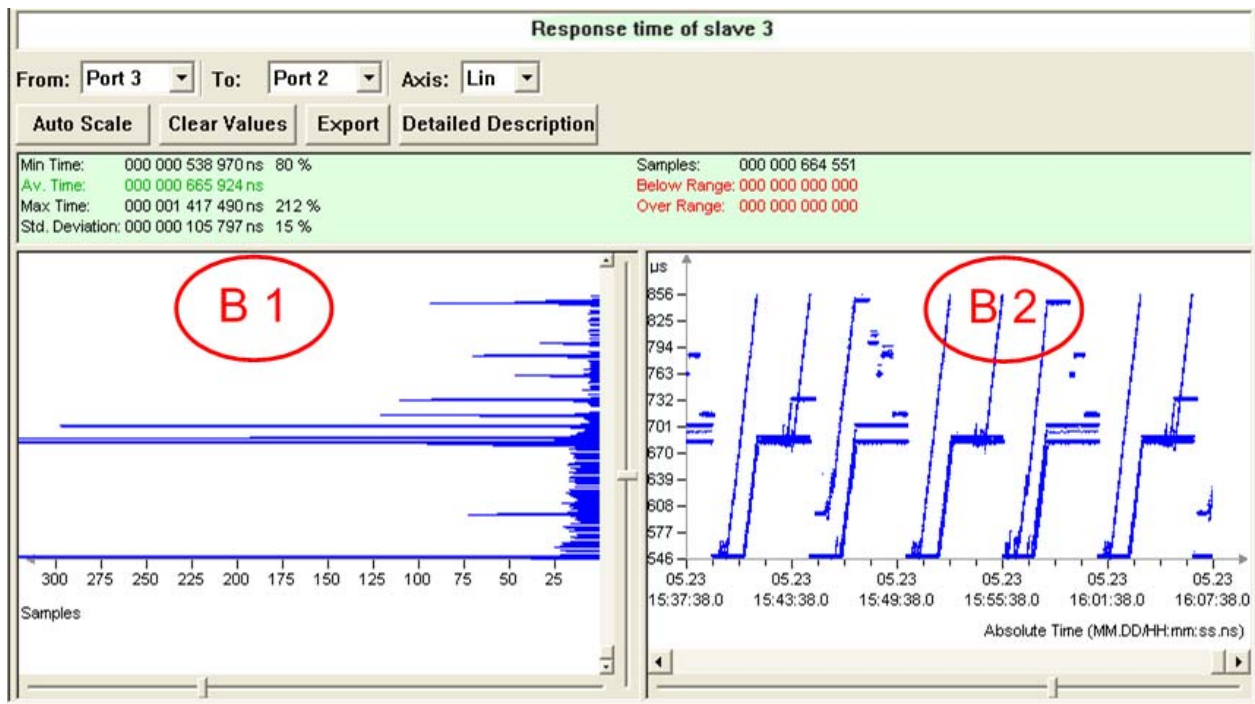 Response time of slave 3
From: Port 3 To: Port 2 Axis: Lin
Auto Scale Clear Values Export Detailed Description
Min Time: 000 000 538 970 ns 80 % Samples: 000 000 664 551
Av. Time: 000 000 665 924 ns Below Range: 000 000 000 000
Max Time: 000 001 417 490 ns 212 % Over Range: 000 000 000 000
Std. Deviation: 000 000 105 797 ns 15 %
B 1
B 2
µs
856
825
794
763
732
701
670
639
608
577
546
300 275 250 225 200 175 150 125 100 75 50 25
Samples
05.23 05.23 05.23 05.23 05.23 05.23
15:37:38.0 15:43:38.0 15:49:38.0 15:55:38.0 16:01:38.0 16:07:38.0
Absolute Time (MM.DD/HH:mm:ss.ns)